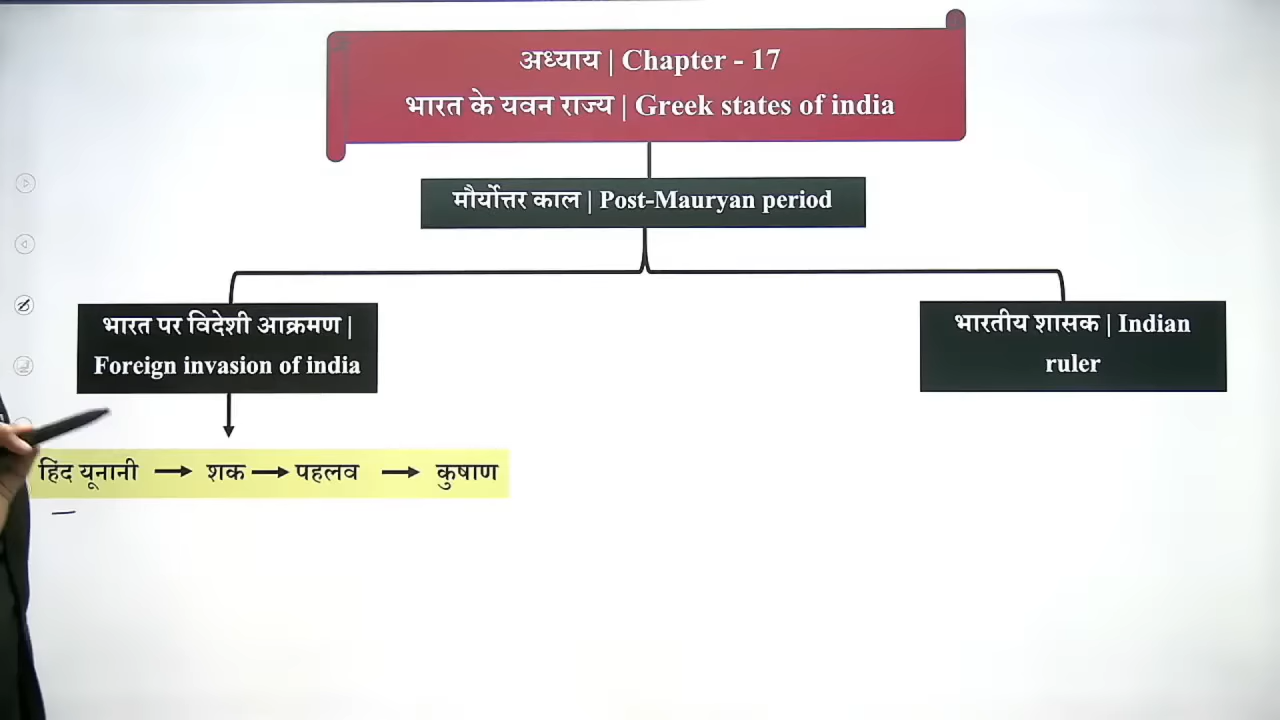 अध्याय | Chapter - 17
भारत के यवन राज्य | Greek states of india
मौर्योत्तर काल | Post-Mauryan period
भारत पर विदेशी आक्रमण |
Foreign invasion of india
भारतीय शासक | Indian
ruler
हिंद यूनानी → शक → पहलव → कुषाण